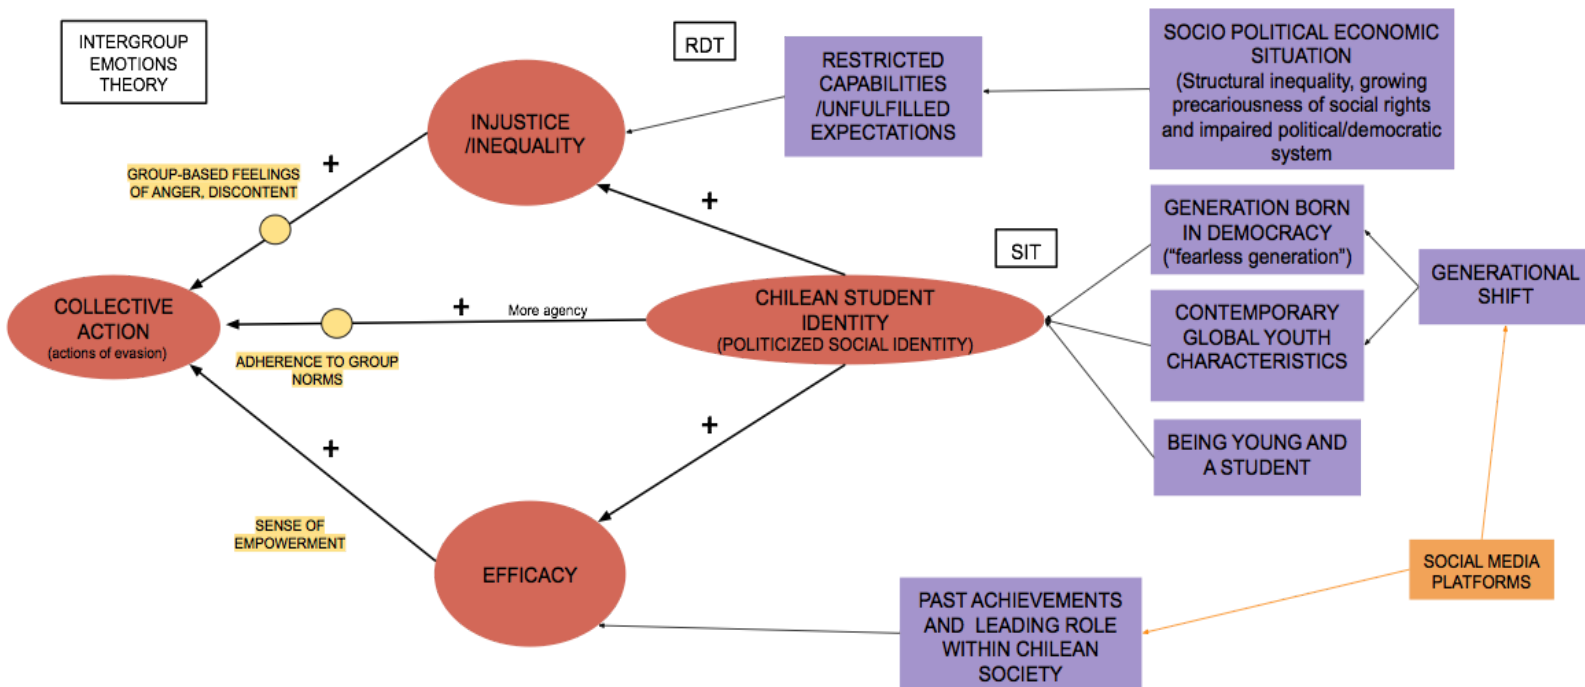 INTERGROUP
EMOTIONS
THEORY
RDT
RESTRICTED
CAPABILITIES
/UNFULFILLED
EXPECTATIONS
SOCIO POLITICAL ECONOMIC
SITUATION
(Structural inequality, growing
precariousness of social rights
and impaired political/democratic
system
INJUSTICE
/INEQUALITY
+
GROUP-BASED FEELINGS
OF ANGER, DISCONTENT
+
SIT
GENERATION BORN
IN DEMOCRACY
("fearless generation")
GENERATIONAL
SHIFT
COLLECTIVE
ACTION
(actions of evasion)
+
More agency
CHILEAN STUDENT
IDENTITY
(POLITICIZED SOCIAL IDENTITY)
CONTEMPORARY
GLOBAL YOUTH
CHARACTERISTICS
ADHERENCE TO GROUP
NORMS
+
+
BEING YOUNG AND
A STUDENT
SENSE OF
EMPOWERMENT
EFFICACY
SOCIAL MEDIA
PLATFORMS
PAST ACHIEVEMENTS
AND LEADING ROLE
WITHIN CHILEAN
SOCIETY